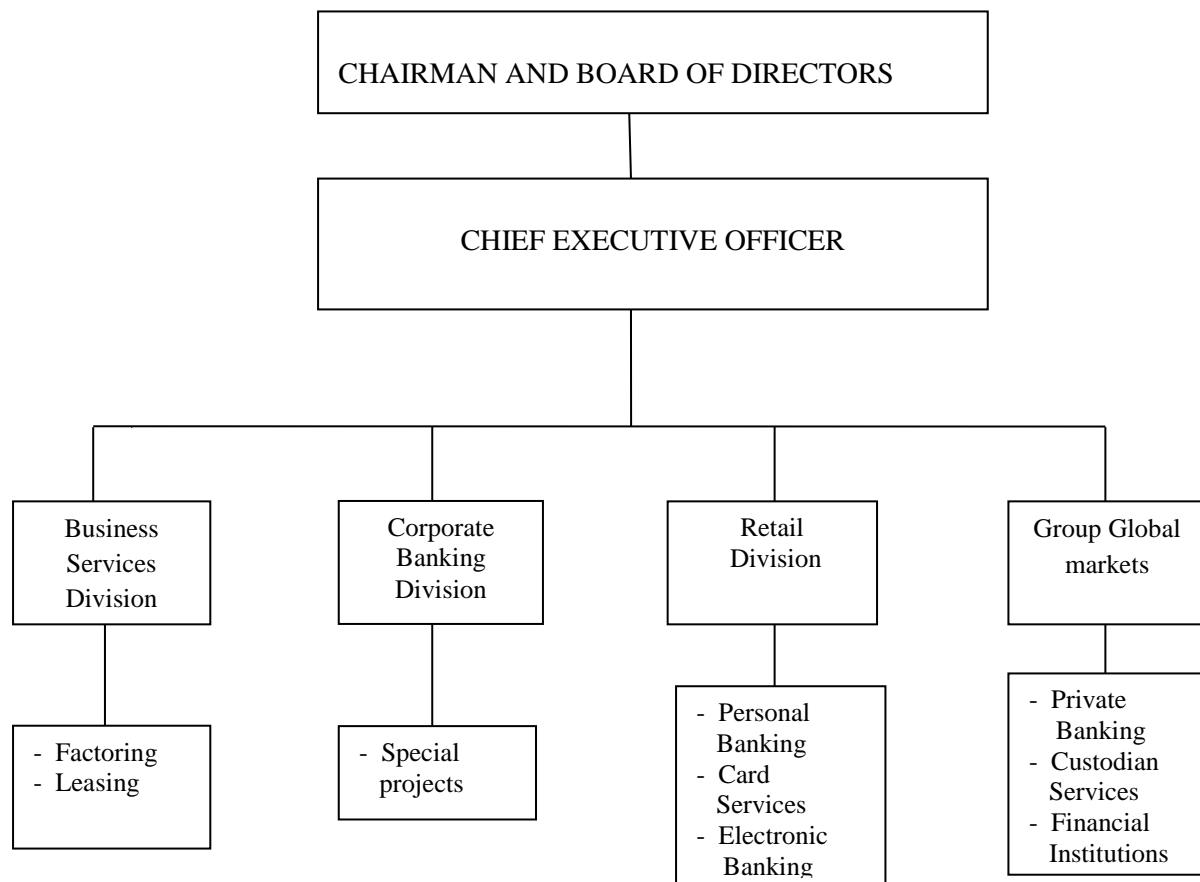 CHAIRMAN AND BOARD OF DIRECTORS
CHIEF EXECUTIVE OFFICER
Business
Services
Division
Corporate
Banking
Division
Retail
Division
Group Global
markets
- Factoring
- Leasing
- Special
projects
- Personal
Banking
- Card
Services
- Electronic
Banking
- Private
Banking
- Custodian
Services
- Financial
Institutions